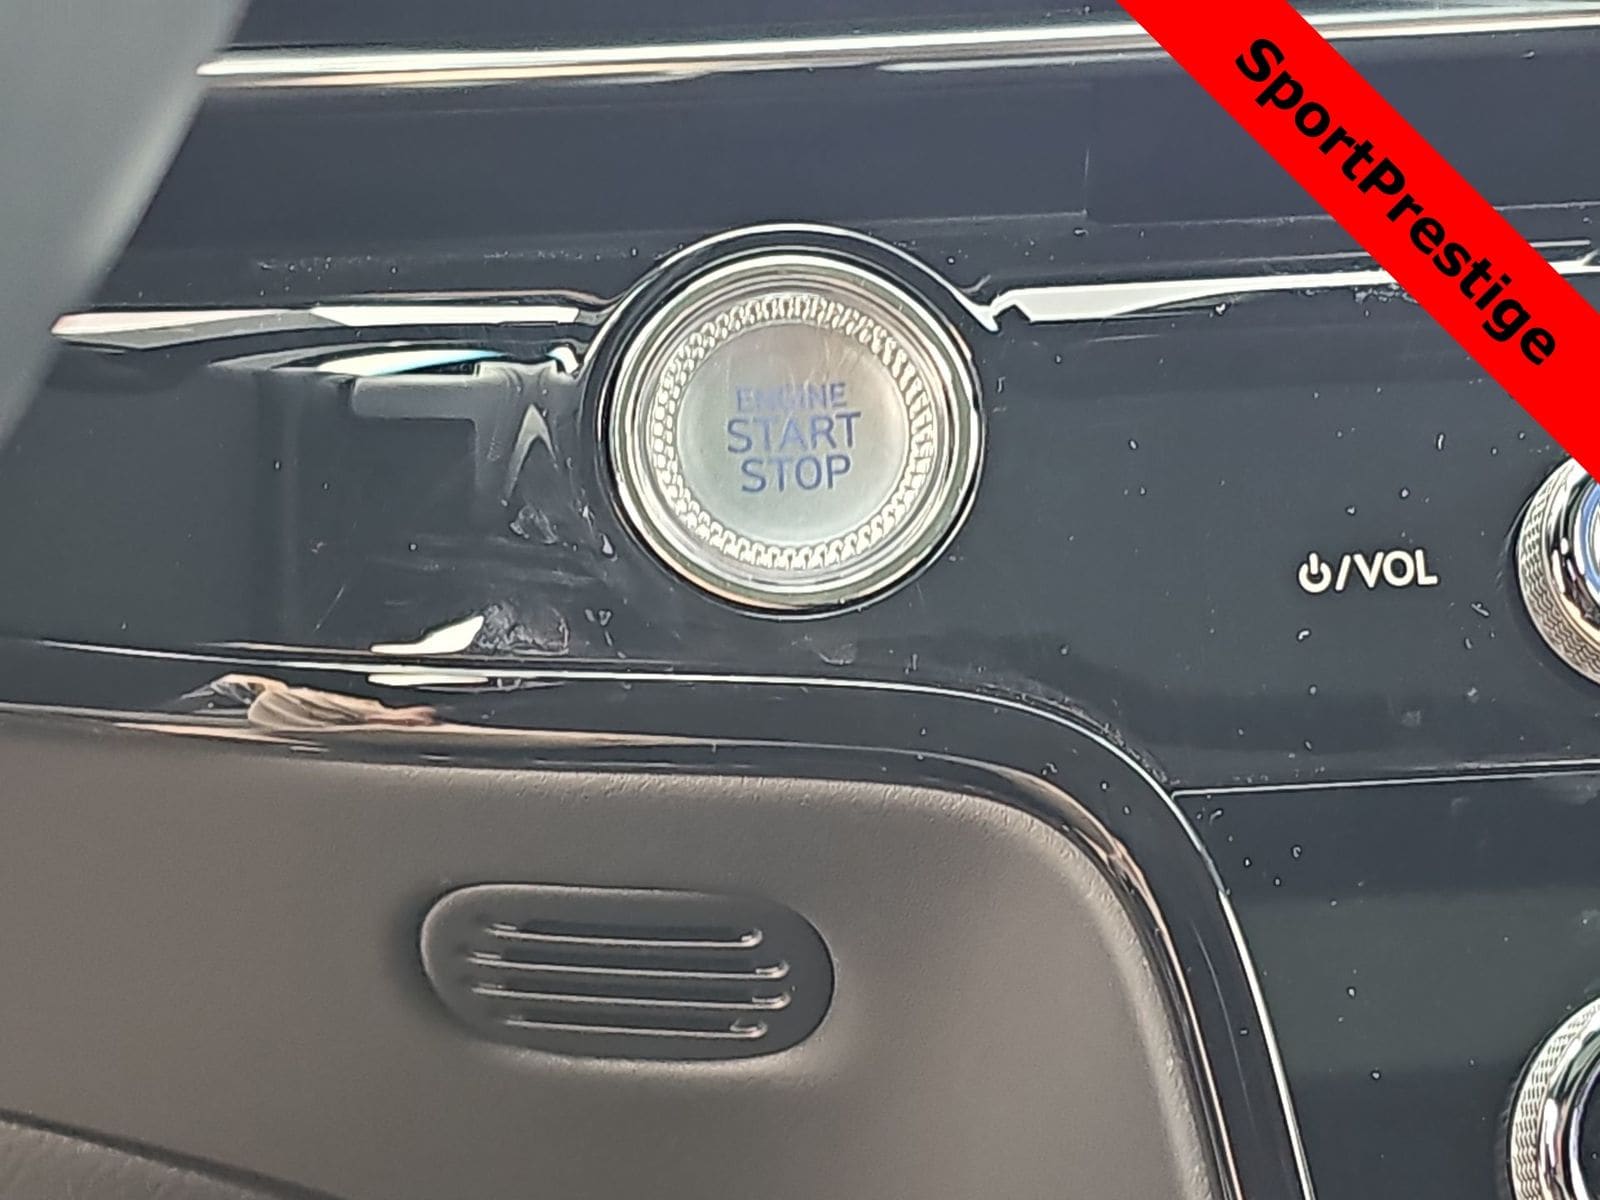 SportPrestige
ENGINE
START
STOP
⏻/VOL